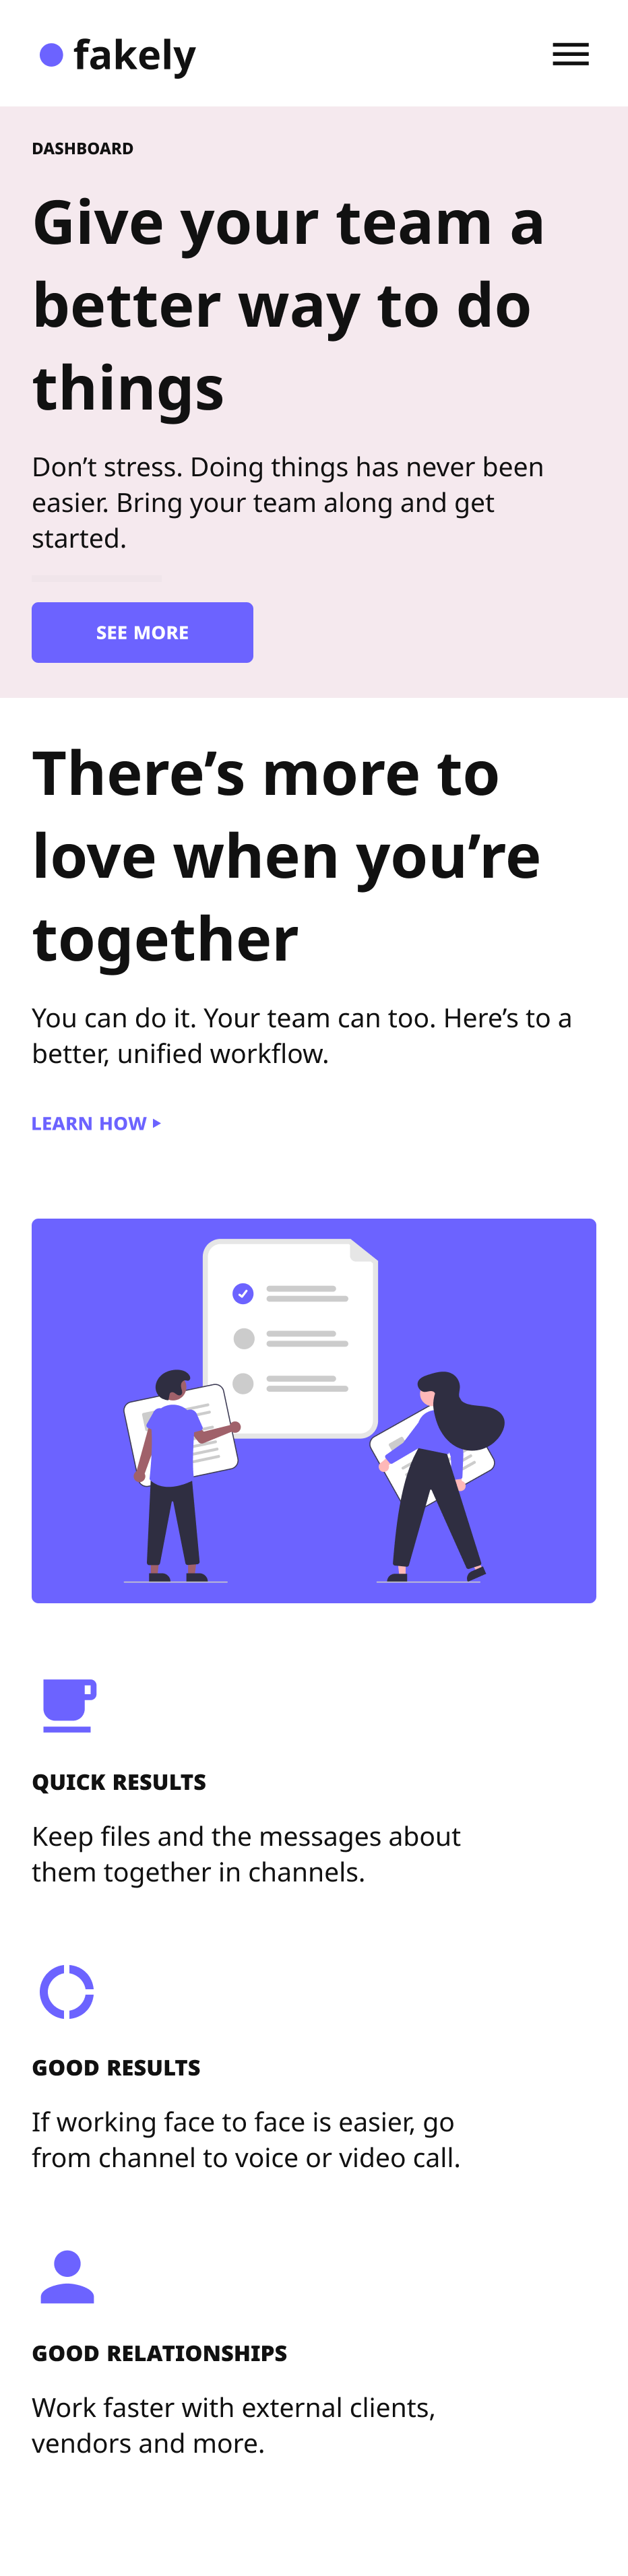 fakely
DASHBOARD
Give your team a
better way to do
things
Don’t stress. Doing things has never been
easier. Bring your team along and get
started.
SEE MORE
There’s more to
love when you’re
together
You can do it. Your team can too. Here’s to a
better, unified workflow.
LEARN HOW
QUICK RESULTS
Keep files and the messages about
them together in channels.
GOOD RESULTS
If working face to face is easier, go
from channel to voice or video call.
GOOD RELATIONSHIPS
Work faster with external clients,
vendors and more.